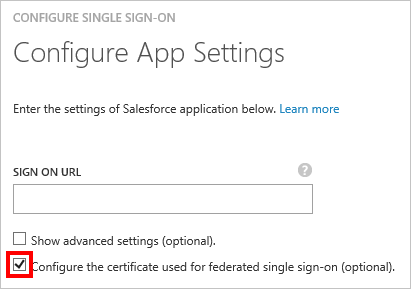 CONFIGURE SINGLE SIGN-ON
Configure App Settings
Enter the settings of Salesforce application below. Learn more
SIGN ON URL
?
Show advanced settings (optional).
Configure the certificate used for federated single sign-on (optional).